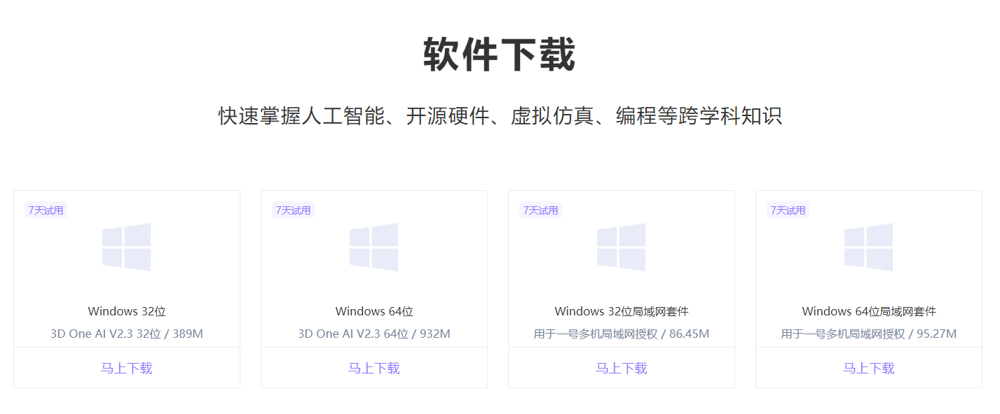 软件下载
快速掌握人工智能、开源硬件、虚拟仿真、编程等跨学科知识
7天试用
Windows 32位
3D One AI V2.3 32位 / 389M
马上下载
7天试用
Windows 64位
3D One AI V2.3 64位 / 932M
马上下载
7天试用
Windows 32位局域网套件
用于一号多机局域网授权 / 86.45M
马上下载
7天试用
Windows 64位局域网套件
用于一号多机局域网授权 / 95.27M
马上下载